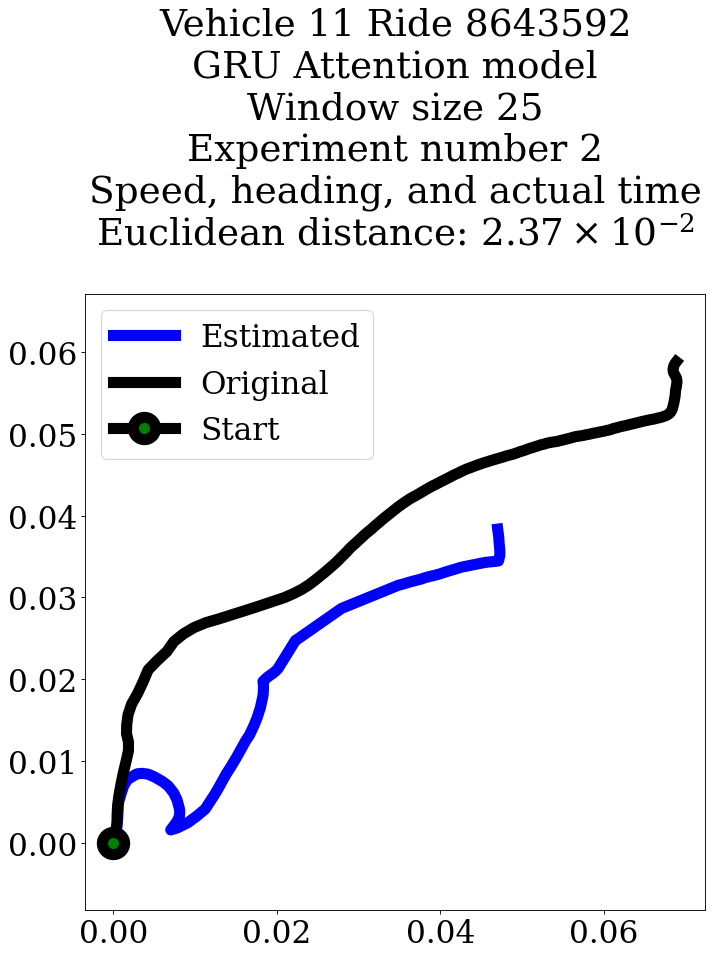 Vehicle 11 Ride 8643592
GRU Attention model
Window size 25
Experiment number 2
Speed, heading, and actual time
Euclidean distance: 2.37 × 10⁻²
Estimated
Original
Start
0.06
0.05
0.04
0.03
0.02
0.01
0.00
0.00 0.02 0.04 0.06